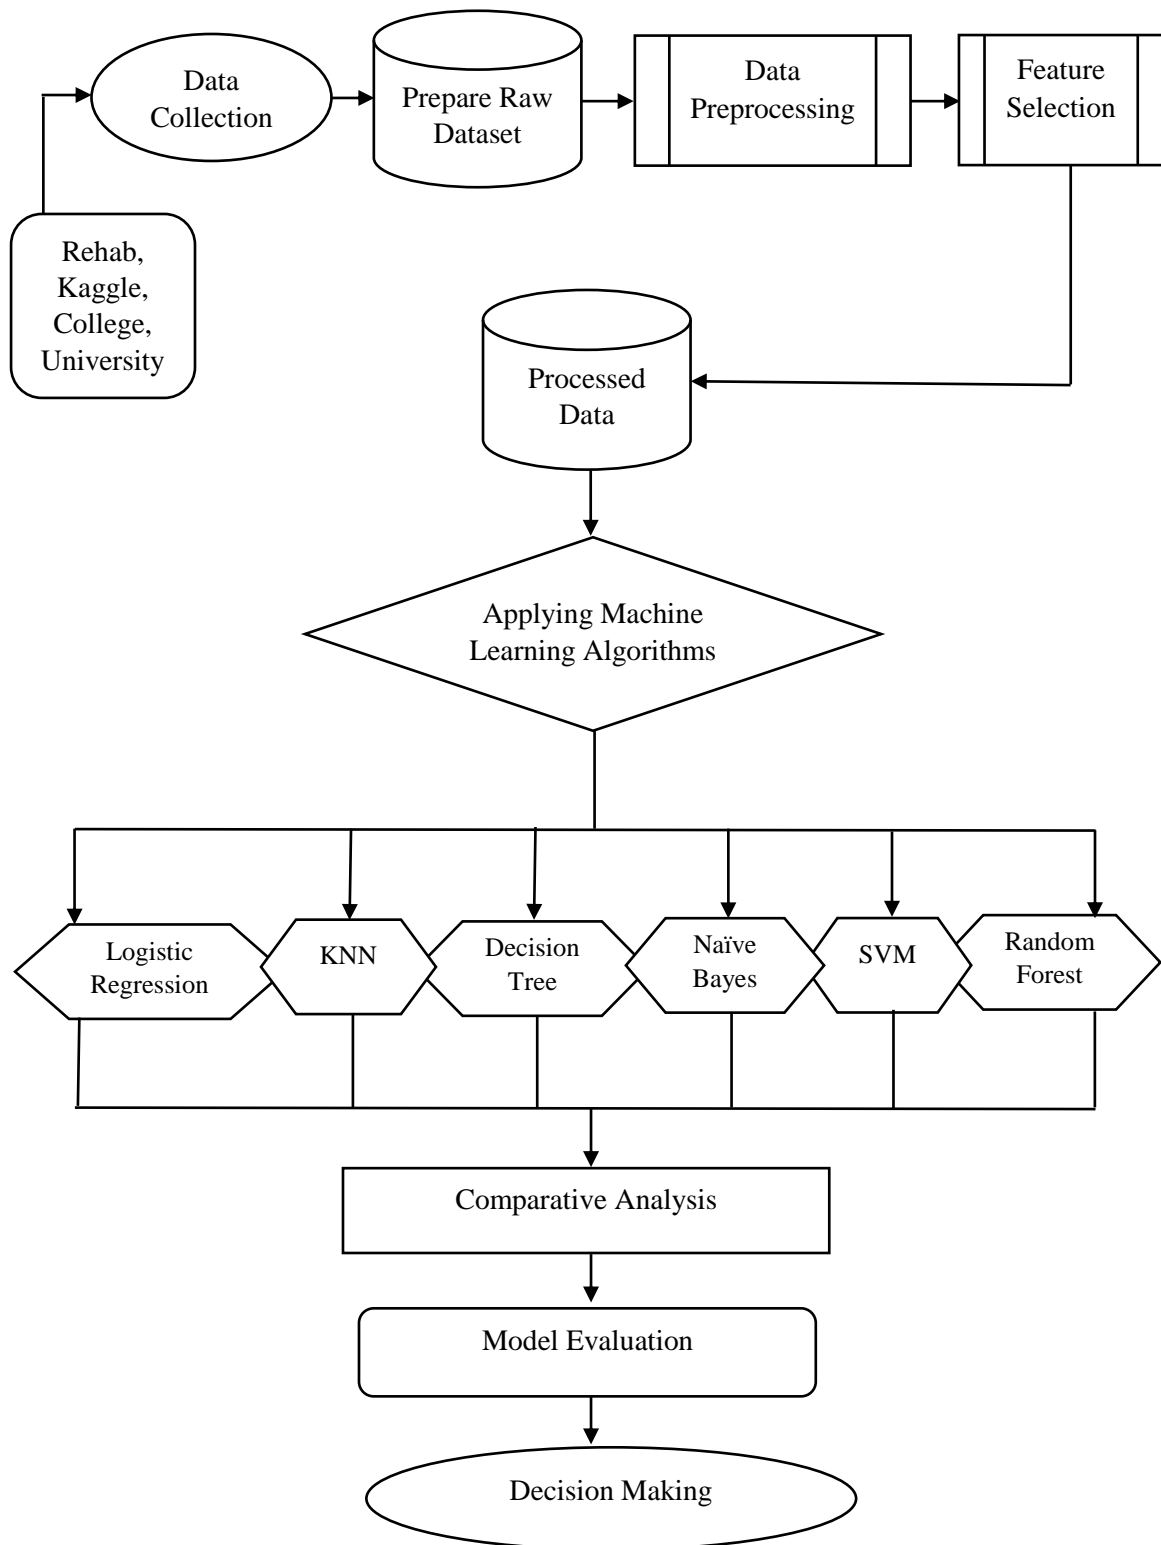 Data
Collection
Prepare Raw
Dataset
Data
Preprocessing
Feature
Selection
Rehab,
Kaggle,
College,
University
Processed
Data
Applying Machine
Learning Algorithms
Logistic
Regression
KNN
Decision
Tree
Naïve
Bayes
SVM
Random
Forest
Comparative Analysis
Model Evaluation
Decision Making